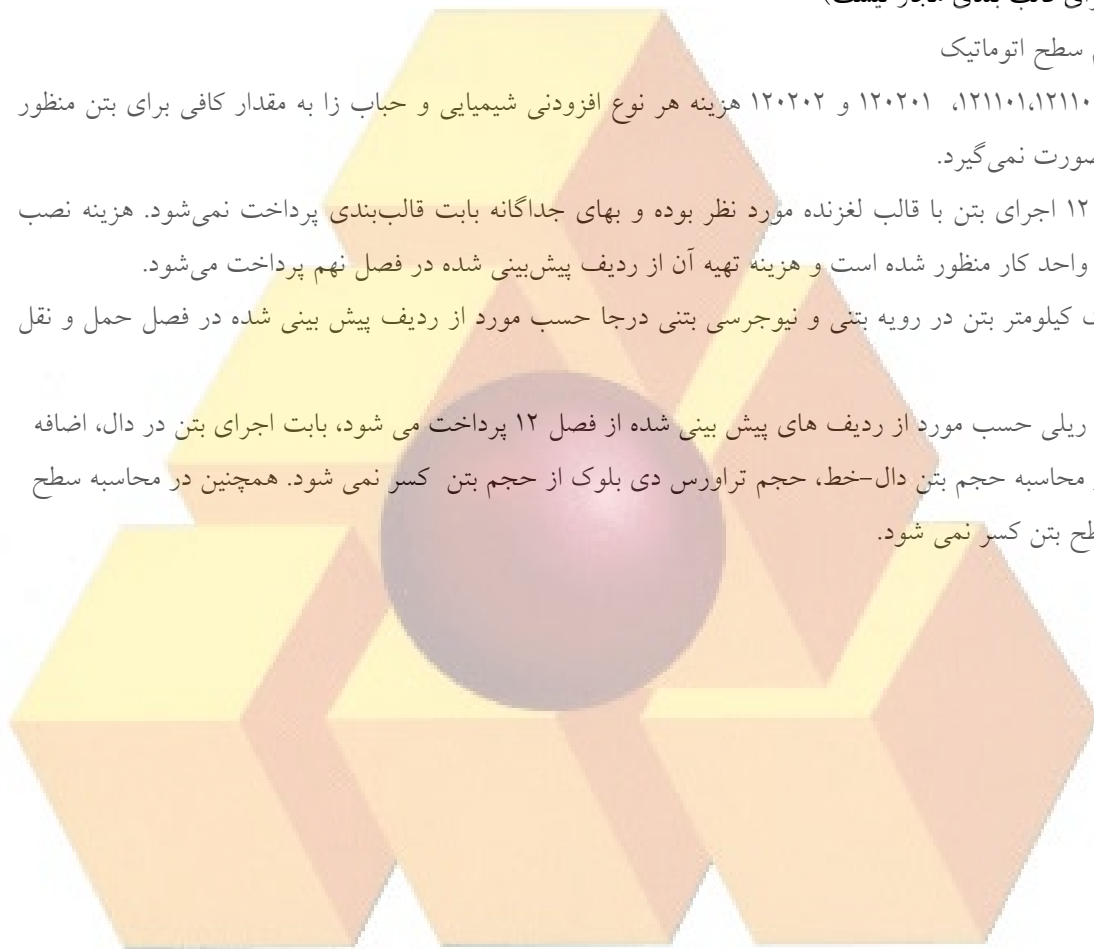 قالب بندی مجاز نیست)
سطح اتوماتیک
۱۲۱۱۰۱، ۱۲۰۲۰۱ و ۱۲۰۲۰۲ هزینه هر نوع افزودنی شیمیایی و حباب زا به مقدار کافی برای بتن منظور
صورت نمی‌گیرد.
۱۲ اجرای بتن با قالب لغزنده مورد نظر بوده و بهای جداگانه بابت قالب‌بندی پرداخت نمی‌شود. هزینه نصب
واحد کار منظور شده است و هزینه تهیه آن از ردیف پیش‌بینی شده در فصل نهم پرداخت می‌شود.
کیلومتر بتن در رویه بتنی و نیوجرسی بتنی درجا حسب مورد از ردیف پیش بینی شده در فصل حمل و نقل
ریلی حسب مورد از ردیف های پیش بینی شده از فصل ۱۲ پرداخت می شود، بابت اجرای بتن در دال، اضافه
محاسبه حجم بتن دال-خط، حجم تراورس دی بلوک از حجم بتن کسر نمی شود. همچنین در محاسبه سطح
بتن کسر نمی شود.